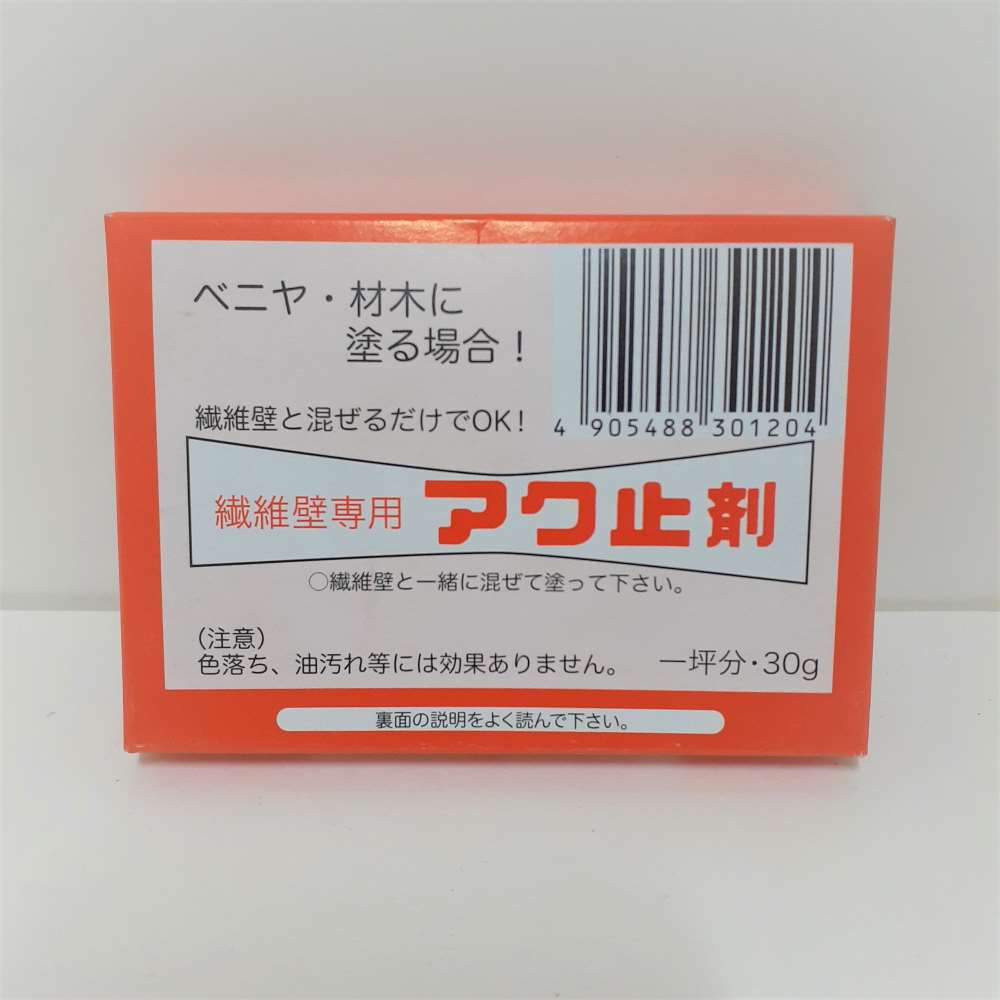 ベニヤ・材木に
塗る場合！
4 905488 301204
繊維壁と混ぜるだけでOK！
繊維壁専用 アク止剤
○繊維壁と一緒に混ぜて塗って下さい。
（注意）
色落ち、油汚れ等には効果ありません。 一坪分・30g
裏面の説明をよく読んで下さい。